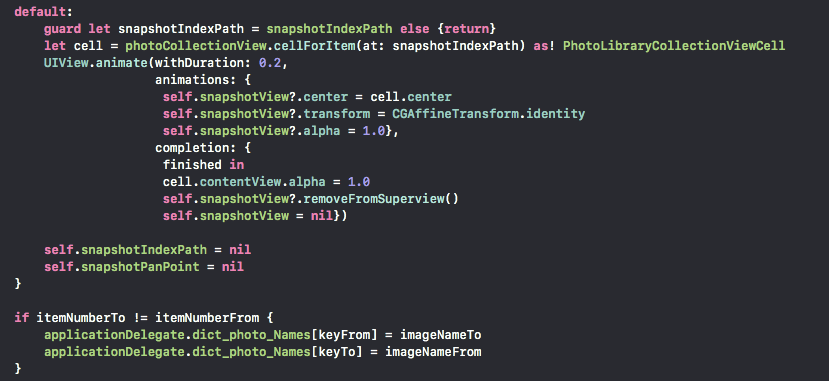 default:
    guard let snapshotIndexPath = snapshotIndexPath else {return}
    let cell = photoCollectionView.cellForItem(at: snapshotIndexPath) as! PhotoLibraryCollectionViewCell
    UIView.animate(withDuration: 0.2,
                   animations: {
                    self.snapshotView?.center = cell.center
                    self.snapshotView?.transform = CGAffineTransform.identity
                    self.snapshotView?.alpha = 1.0},
                   completion: {
                    finished in
                    cell.contentView.alpha = 1.0
                    self.snapshotView?.removeFromSuperview()
                    self.snapshotView = nil})
    self.snapshotIndexPath = nil
    self.snapshotPanPoint = nil
}
if itemNumberTo != itemNumberFrom {
    applicationDelegate.dict_photo_Names[keyFrom] = imageNameTo
    applicationDelegate.dict_photo_Names[keyTo] = imageNameFrom
}